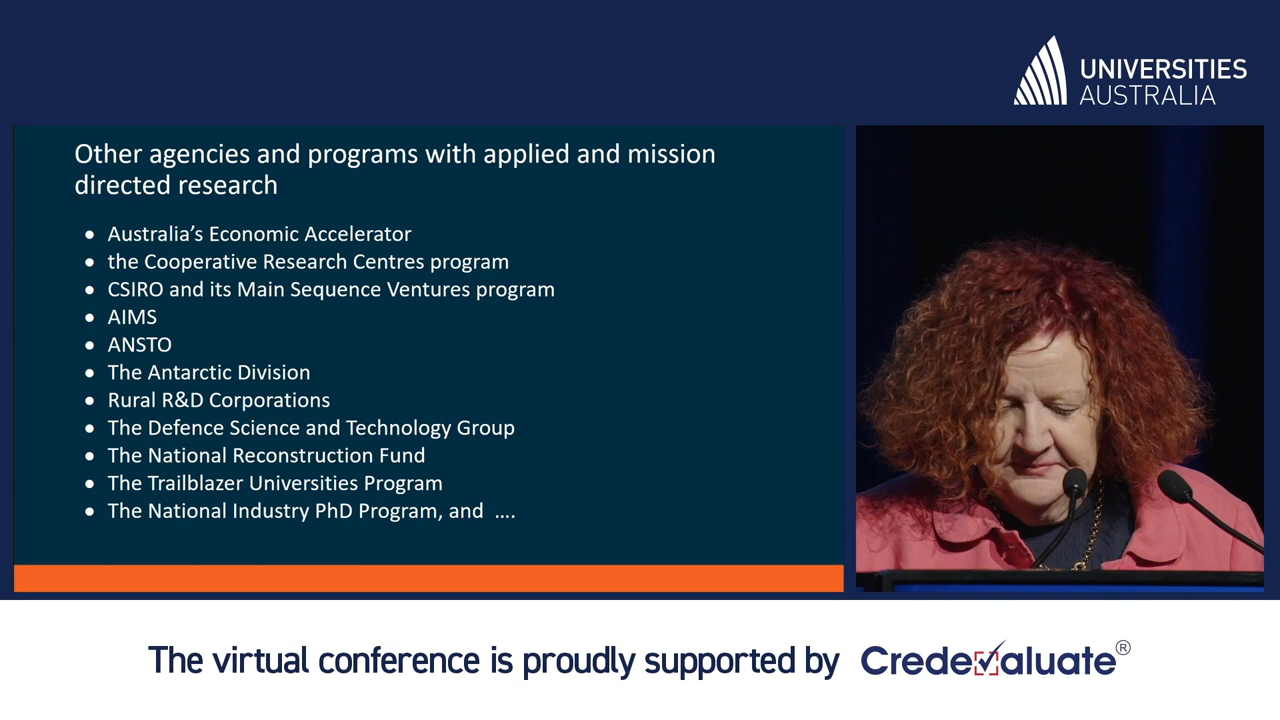 UNIVERSITIES
AUSTRALIA
Other agencies and programs with applied and mission
directed research
• Australia’s Economic Accelerator
• the Cooperative Research Centres program
• CSIRO and its Main Sequence Ventures program
• AIMS
• ANSTO
• The Antarctic Division
• Rural R&D Corporations
• The Defence Science and Technology Group
• The National Reconstruction Fund
• The Trailblazer Universities Program
• The National Industry PhD Program, and ....
The virtual conference is proudly supported by Credevaluate®